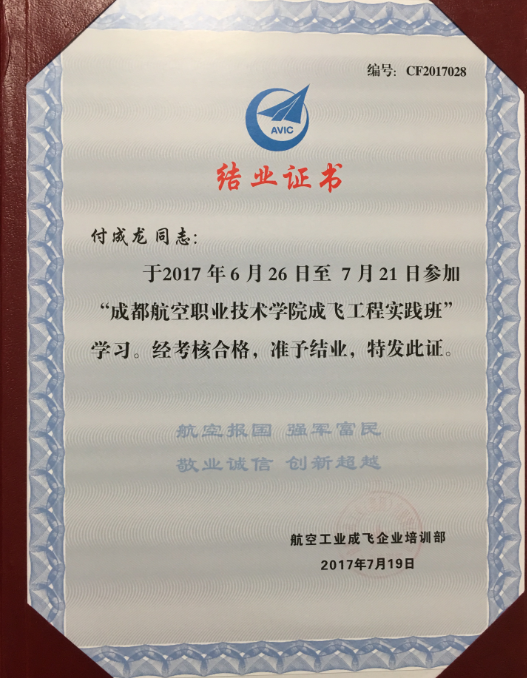 编号：CF2017028
AVIC
结业证书
付成龙 同志：
于2017年6月26日至 7月21日参加
“成都航空职业技术学院成飞工程实践班”
学习。经考核合格，准予结业，特发此证。
航空报国 强军富民
敬业诚信 创新超越
航空工业成飞企业培训部
2017年7月19日